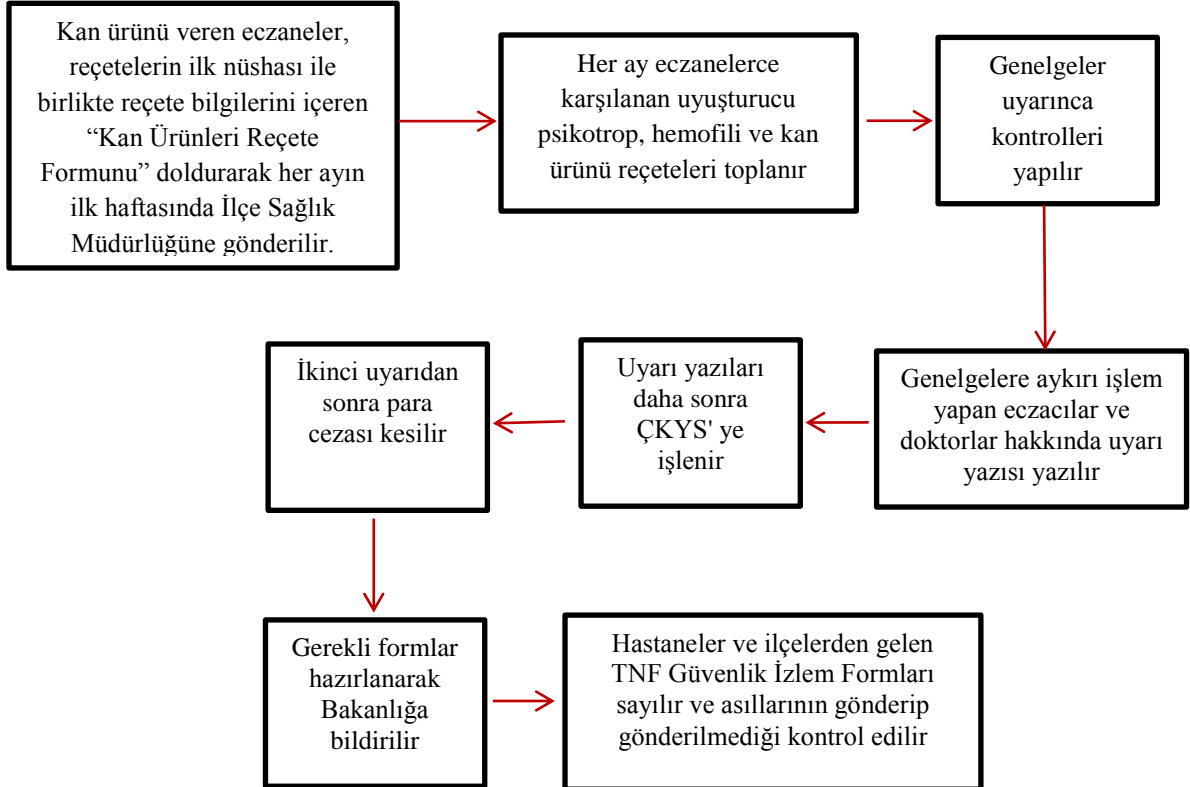 Kan ürünü veren eczaneler,
reçetelerin ilk nüshası ile
birlikte reçete bilgilerini içeren
“Kan Ürünleri Reçete
Formunu” doldurarak her ayın
ilk haftasında İlçe Sağlık
Müdürlüğüne gönderilir.
Her ay eczanelerce
karşılanan uyuşturucu
psikotrop, hemofili ve kan
ürünü reçeteleri toplanır
Genelgeler
uyarınca
kontrolleri
yapılır
Genelgelere aykırı işlem
yapan eczacılar ve
doktorlar hakkında uyarı
yazısı yazılır
Uyarı yazıları
daha sonra
ÇKYS' ye
işlenir
İkinci uyarıdan
sonra para
cezası kesilir
Gerekli formlar
hazırlanarak
Bakanlığa
bildirilir
Hastaneler ve ilçelerden gelen
TNF Güvenlik İzlem Formları
sayılır ve asıllarının gönderip
gönderilmediği kontrol edilir